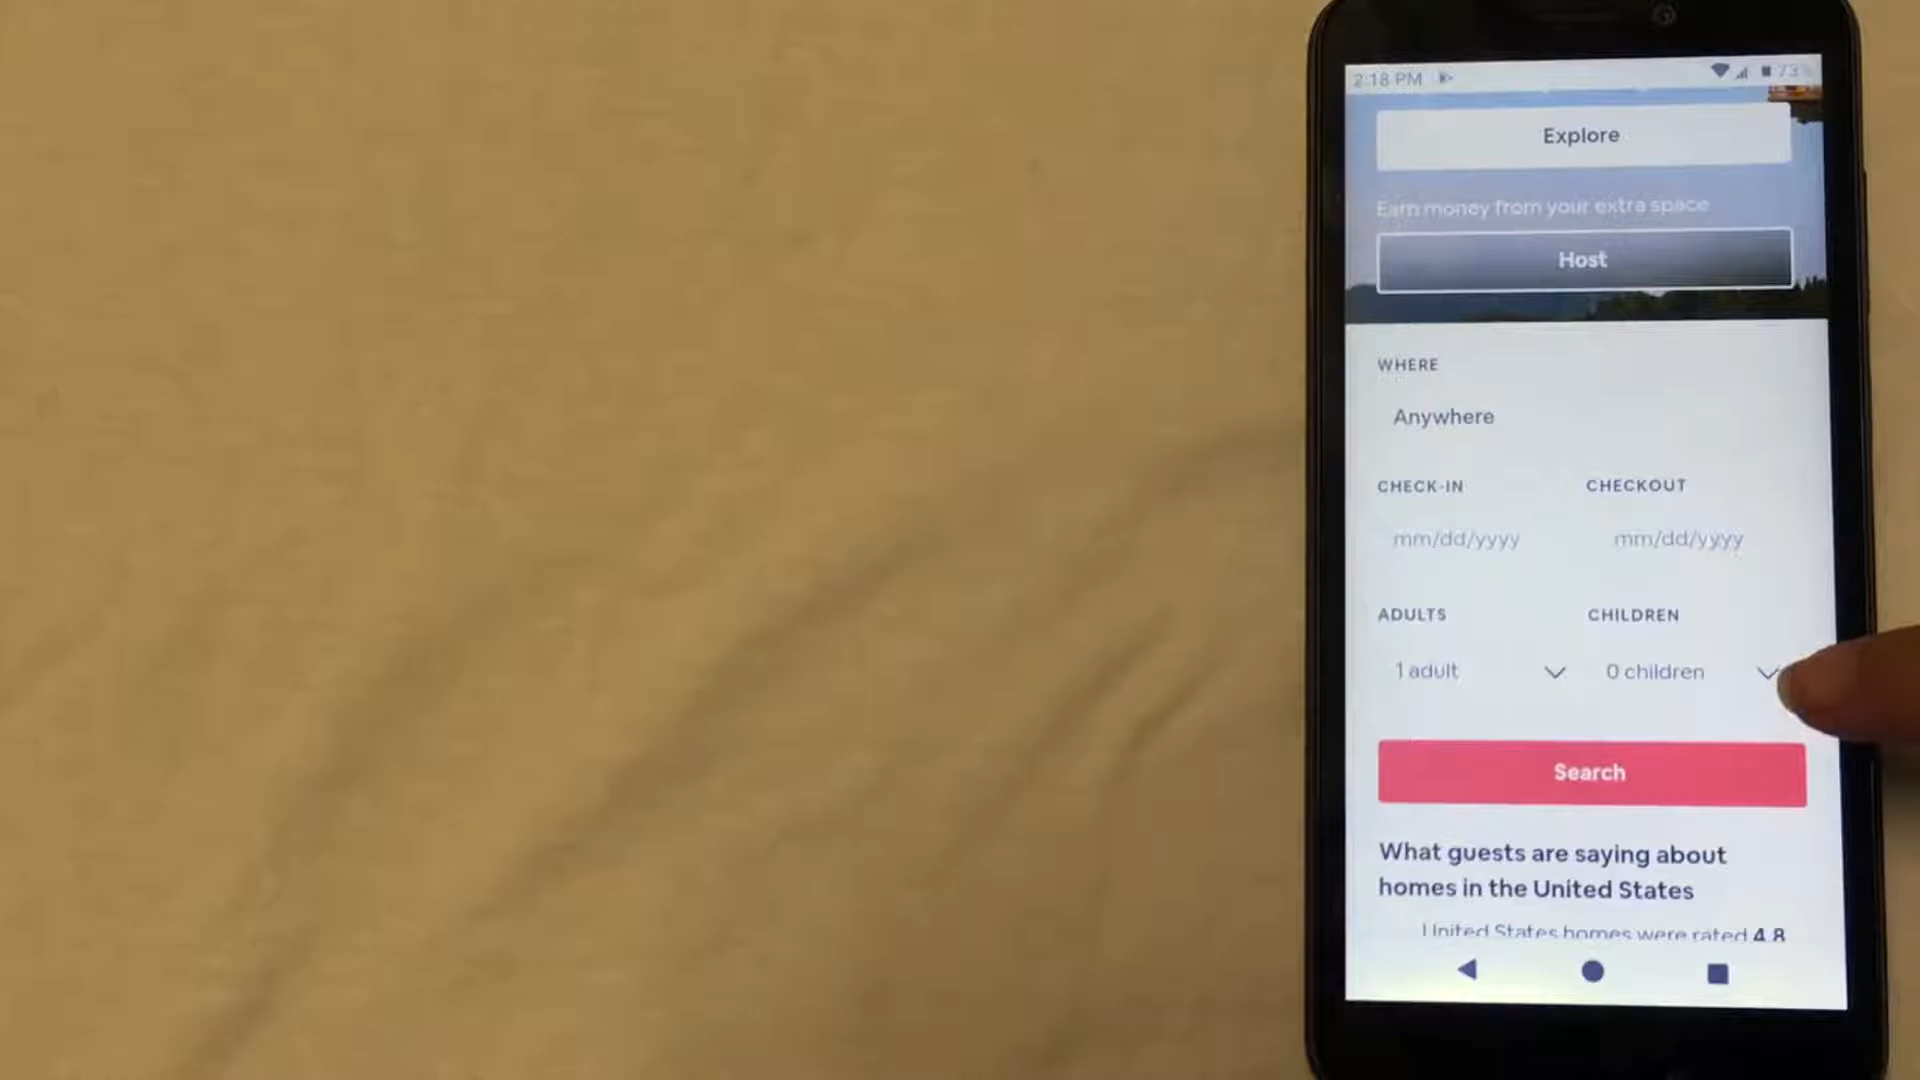 2:18 PM 73%
Explore
Earn money from your extra space
Host
WHERE
Anywhere
CHECK-IN CHECKOUT
mm/dd/yyyy mm/dd/yyyy
ADULTS CHILDREN
1 adult 0 children
Search
What guests are saying about
homes in the United States
United States homes were rated 4.8